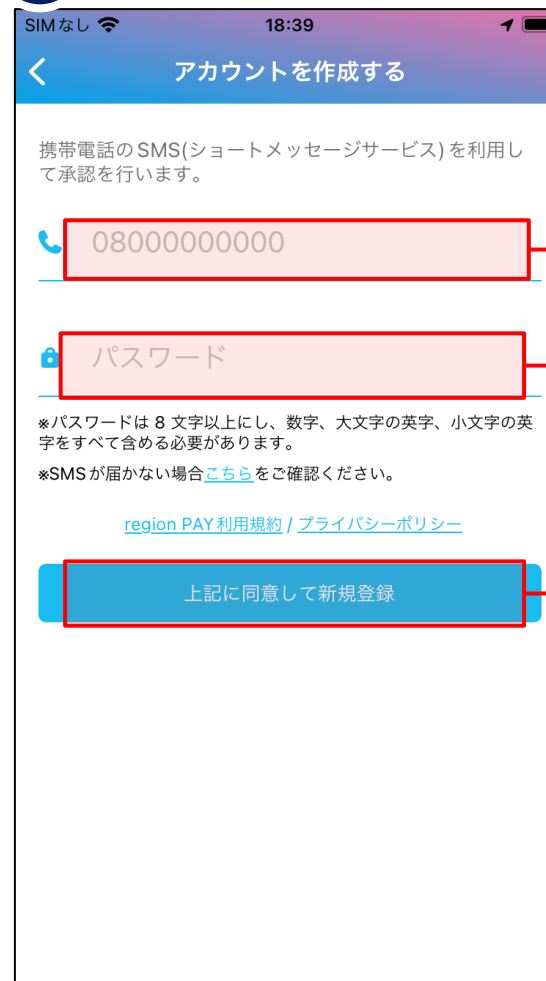 SIMなし 18:39
アカウントを作成する
携帯電話のSMS(ショートメッセージサービス)を利用し
て承認を行います。
08000000000
パスワード
※パスワードは 8 文字以上にし、数字、大文字の英字、小文字の英
字をすべて含める必要があります。
※SMSが届かない場合こちらをご確認ください。
region PAY利用規約 / プライバシーポリシー
上記に同意して新規登録